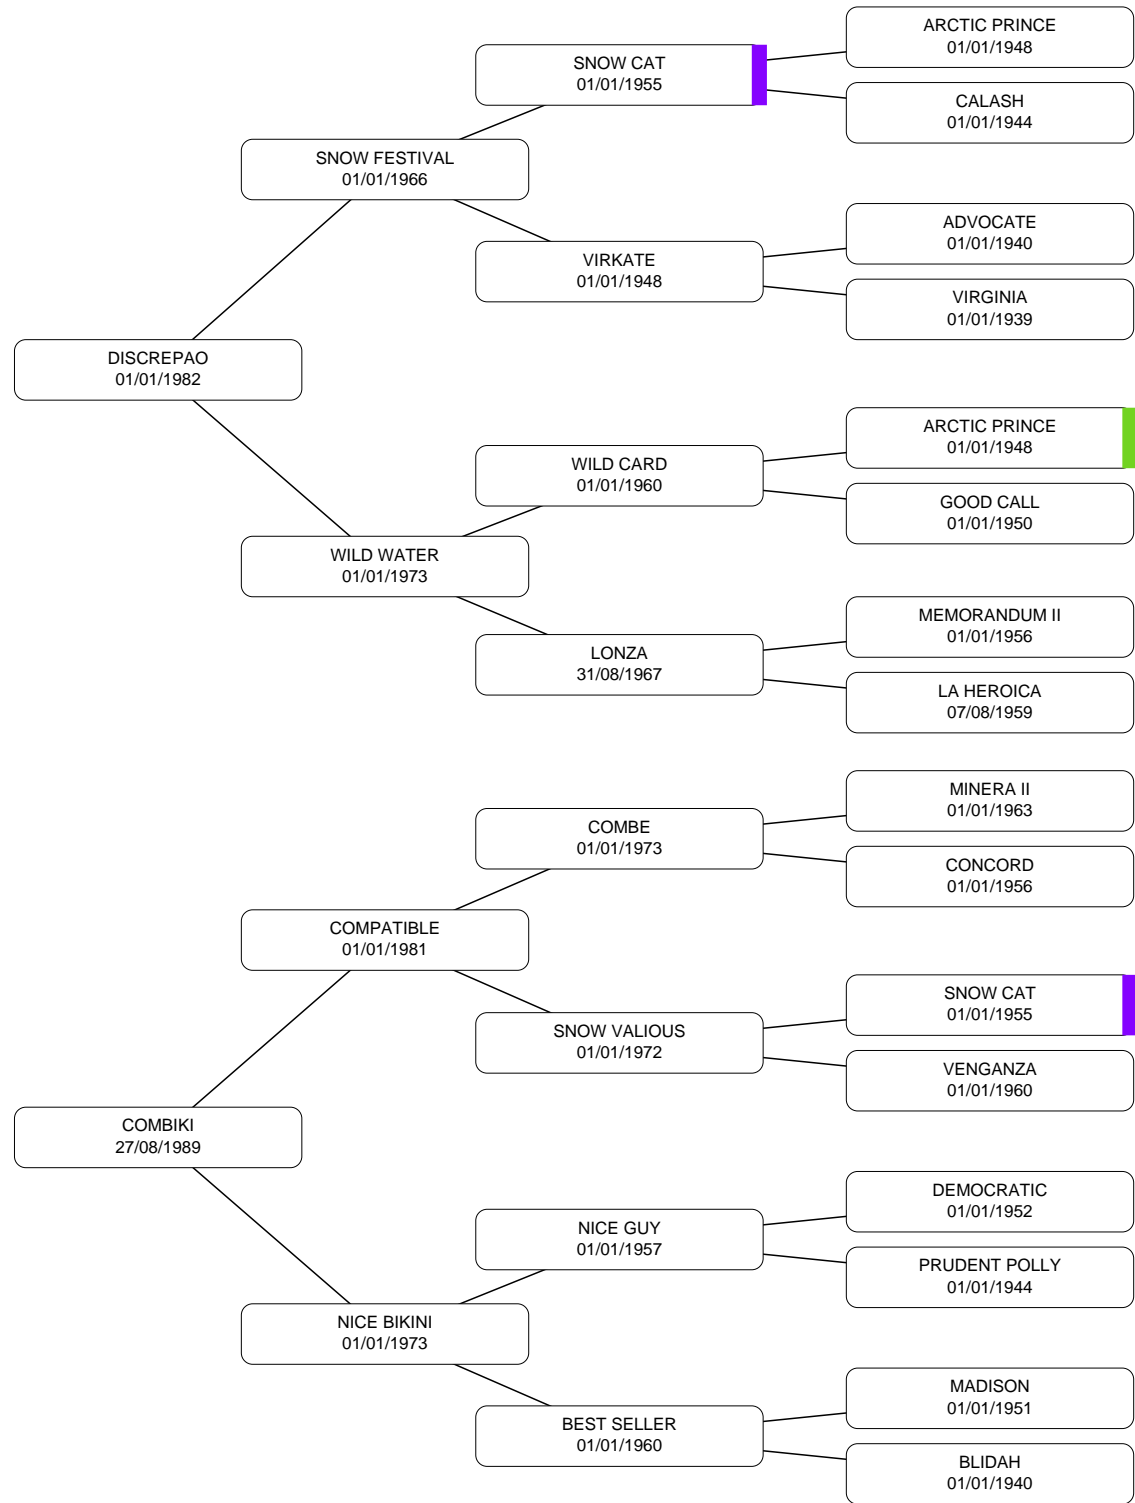 ARCTIC PRINCE
01/01/1948
SNOW CAT
01/01/1955
CALASH
01/01/1944
SNOW FESTIVAL
01/01/1966
ADVOCATE
01/01/1940
VIRKATE
01/01/1948
VIRGINIA
01/01/1939
DISCREPAO
01/01/1982
ARCTIC PRINCE
01/01/1948
WILD CARD
01/01/1960
GOOD CALL
01/01/1950
WILD WATER
01/01/1973
MEMORANDUM II
01/01/1956
LONZA
31/08/1967
LA HEROICA
07/08/1959
MINERA II
01/01/1963
COMBE
01/01/1973
CONCORD
01/01/1956
COMPATIBLE
01/01/1981
SNOW CAT
01/01/1955
SNOW VALIOUS
01/01/1972
VENGANZA
01/01/1960
COMBIKI
27/08/1989
DEMOCRATIC
01/01/1952
NICE GUY
01/01/1957
PRUDENT POLLY
01/01/1944
NICE BIKINI
01/01/1973
MADISON
01/01/1951
BEST SELLER
01/01/1960
BLIDAH
01/01/1940